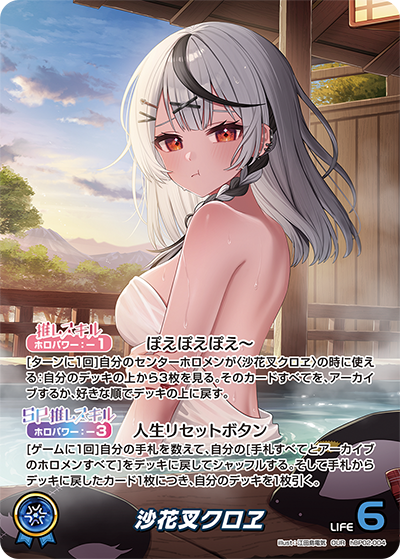 推しスキル
ホロパワー：－1
ぽえぽえぽえ～
[ターンに1回]自分のセンターホロメンが〈沙花叉クロヱ〉の時に使え
る：自分のデッキの上から3枚を見る。そのカードすべてを、アーカイ
ブするか、好きな順でデッキの上に戻す。
SP推しスキル
ホロパワー：－3
人生リセットボタン
[ゲームに1回]自分の手札を数えて、自分の[手札すべてとアーカイブ
のホロメンすべて]をデッキに戻してシャッフルする。そして手札から
デッキに戻したカード1枚につき、自分のデッキを1枚引く。
沙花叉クロヱ
LIFE 6
illust：江田島電気 OUR hBP02-004